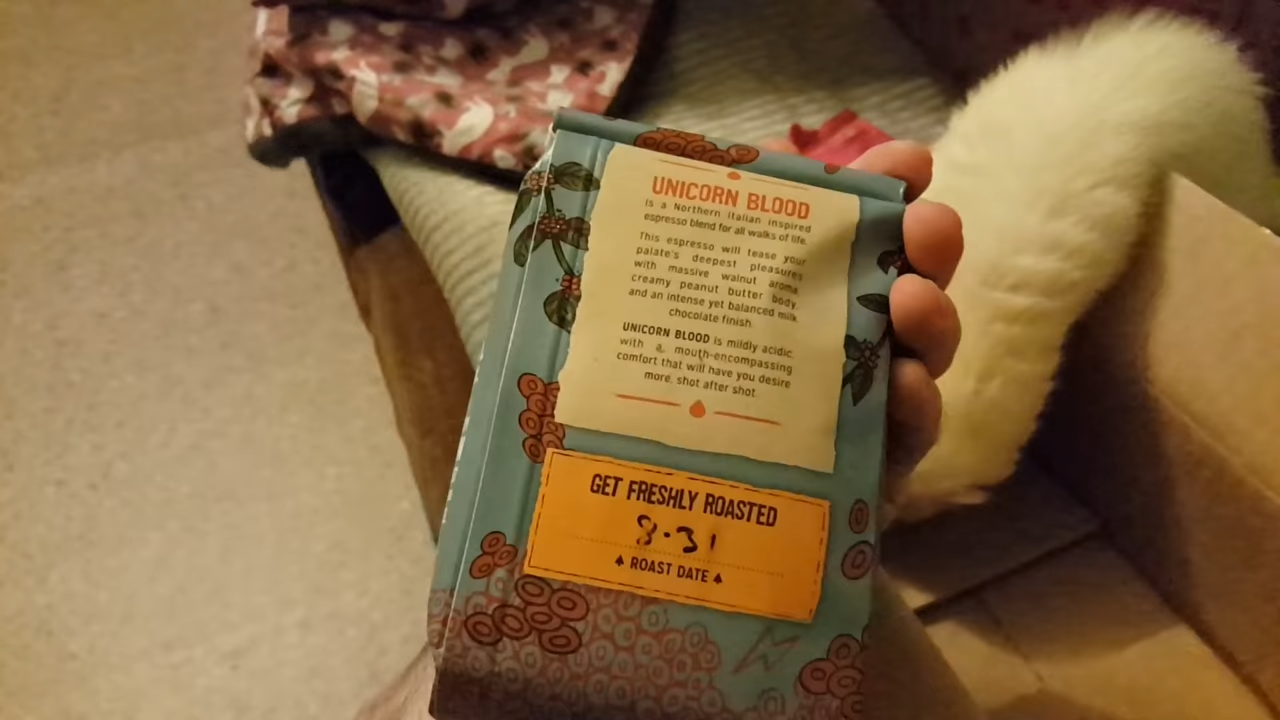 UNICORN BLOOD
is a Northern Italian inspired
espresso blend for all walks of life.
This espresso will tease your
palate's deepest pleasures
with massive walnut aroma,
creamy peanut butter body,
and an intense yet balanced milk
chocolate finish.
UNICORN BLOOD is mildly acidic,
with a mouth-encompassing
comfort that will have you desire
more, shot after shot.
GET FRESHLY ROASTED
8.31
ROAST DATE